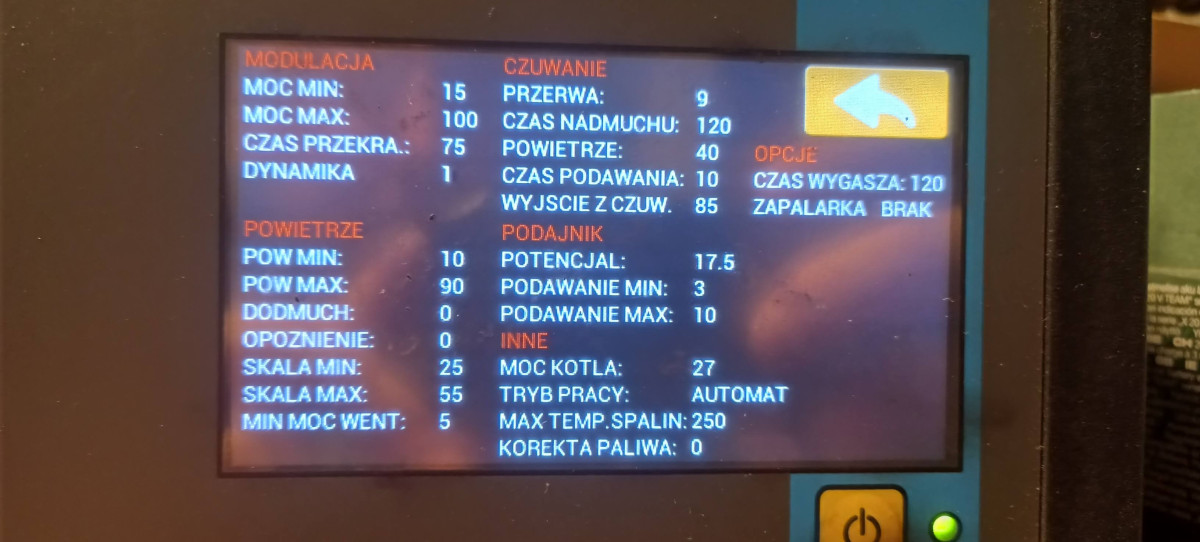 MODULACJA
MOC MIN: 15
MOC MAX: 100
CZAS PRZEKRA.: 75
DYNAMIKA 1
POWIETRZE
POW MIN: 10
POW MAX: 90
DODMUCH: 0
OPOZNIENIE: 0
SKALA MIN: 25
SKALA MAX: 55
MIN MOC WENT: 5
CZUWANIE
PRZERWA: 9
CZAS NADMUCHU: 120
POWIETRZE: 40
CZAS PODAWANIA: 10
WYJSCIE Z CZUW. 85
PODAJNIK
POTENCJAL: 17.5
PODAWANIE MIN: 3
PODAWANIE MAX: 10
INNE
MOC KOTLA: 27
TRYB PRACY: AUTOMAT
MAX TEMP.SPALIN: 250
KOREKTA PALIWA: 0
OPCJE
CZAS WYGASZA: 120
ZAPALARKA BRAK